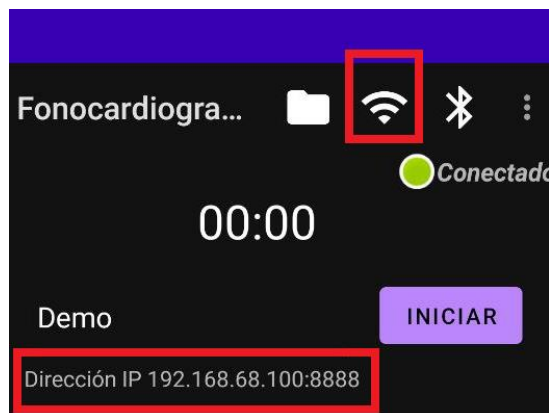 Fonocardiogra...
Conectado
00:00
Demo
INICIAR
Dirección IP 192.168.68.100:8888